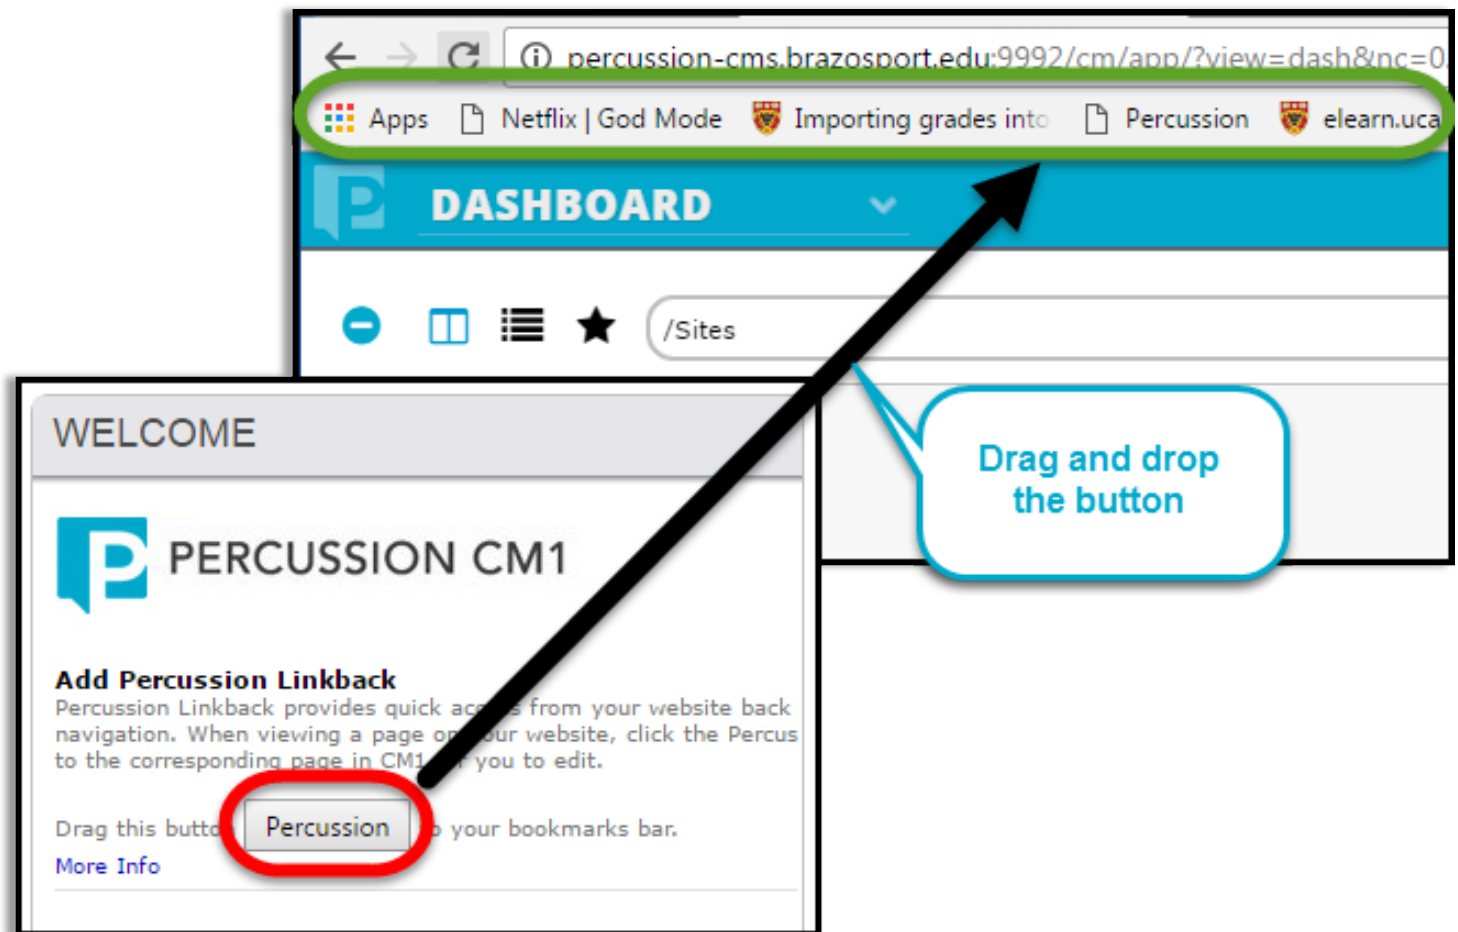 percussion-cms.brazosport.edu:9992/cm/app/?view=dash&nc=0.
Apps Netflix | God Mode Importing grades into Percussion elearn.uca
P DASHBOARD
/Sites
WELCOME
Drag and drop
the button
P PERCUSSION CM1
Add Percussion Linkback
Percussion Linkback provides quick from your website back
navigation. When viewing a page website, click the Percus
to the corresponding page in CM1 you to edit.
Drag this Percussion your bookmarks bar.
More Info